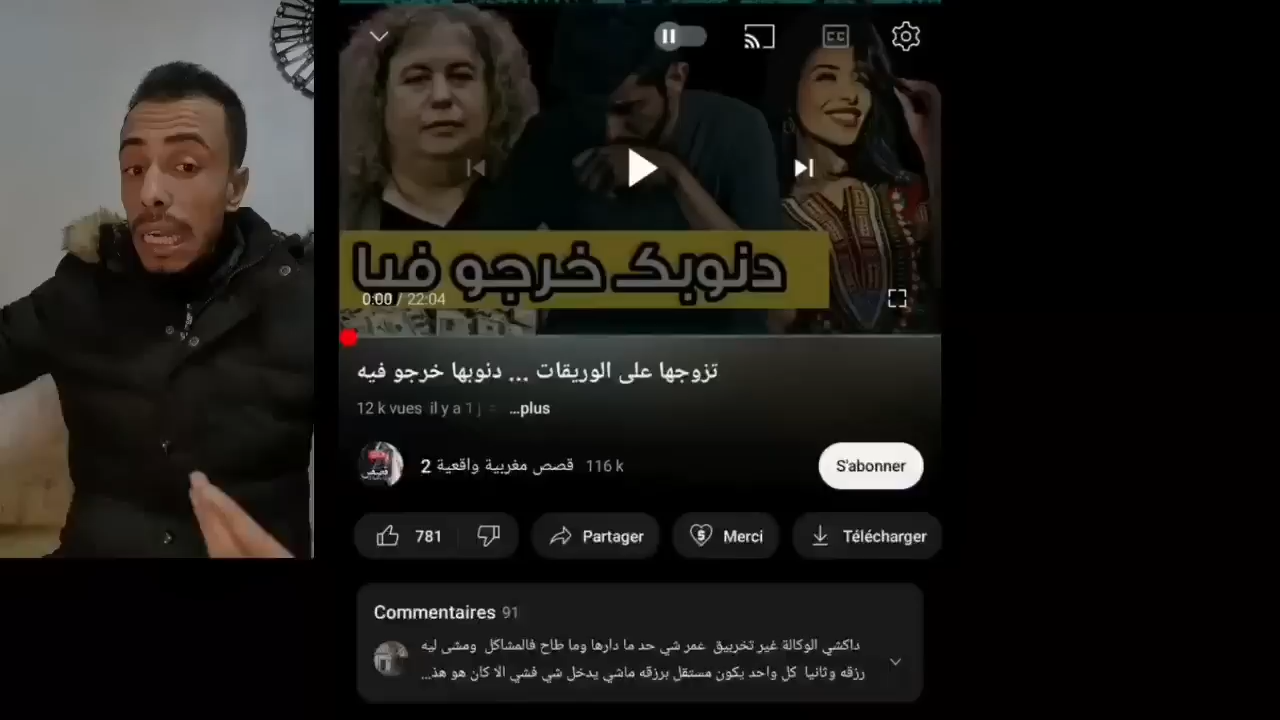 CC
دنوبك خرجو فيا
0:00 / 22:04
تزوجها على الوريقات ... دنوبها خرجو فيه
12 k vues il y a 1 j ...plus
قصص مغربية واقعية 2 116 k
S'abonner
781 Partager Merci Télécharger
Commentaires 91
داكشي الوكالة غير تخربيق عمر شي حد ما دارها وما طاح فالمشاكل ومشى ليه
رزقه وثانيا كل واحد يكون مستقل برزقه ماشي يدخل شي فشي الا كان هو هذ...